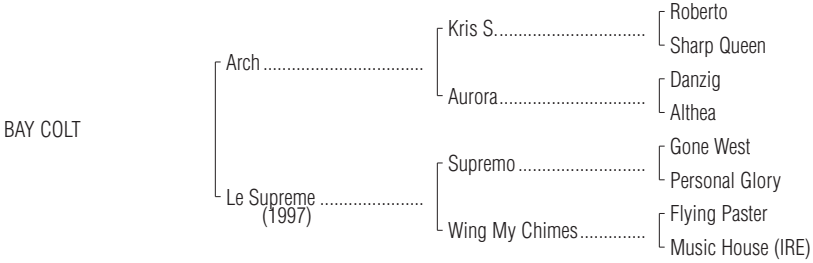 Roberto
Kris S.
Sharp Queen
Arch
Danzig
Aurora
Althea
BAY COLT
Gone West
Supremo
Personal Glory
Le Supreme
(1997)
Flying Paster
Wing My Chimes
Music House (IRE)